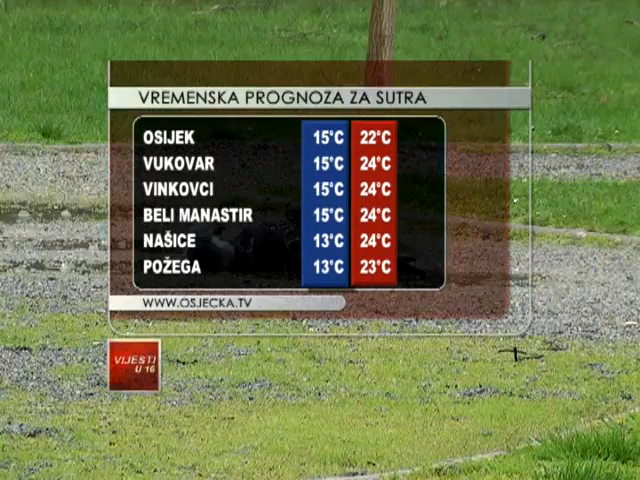 VREMENSKA PROGNOZA ZA SUTRA
OSIJEK 15°C 22°C
VUKOVAR 15°C 24°C
VINKOVCI 15°C 24°C
BELI MANASTIR 15°C 24°C
NAŠICE 13°C 24°C
POŽEGA 13°C 23°C
WWW.OSJECKA.TV
VIJESTI
U 16